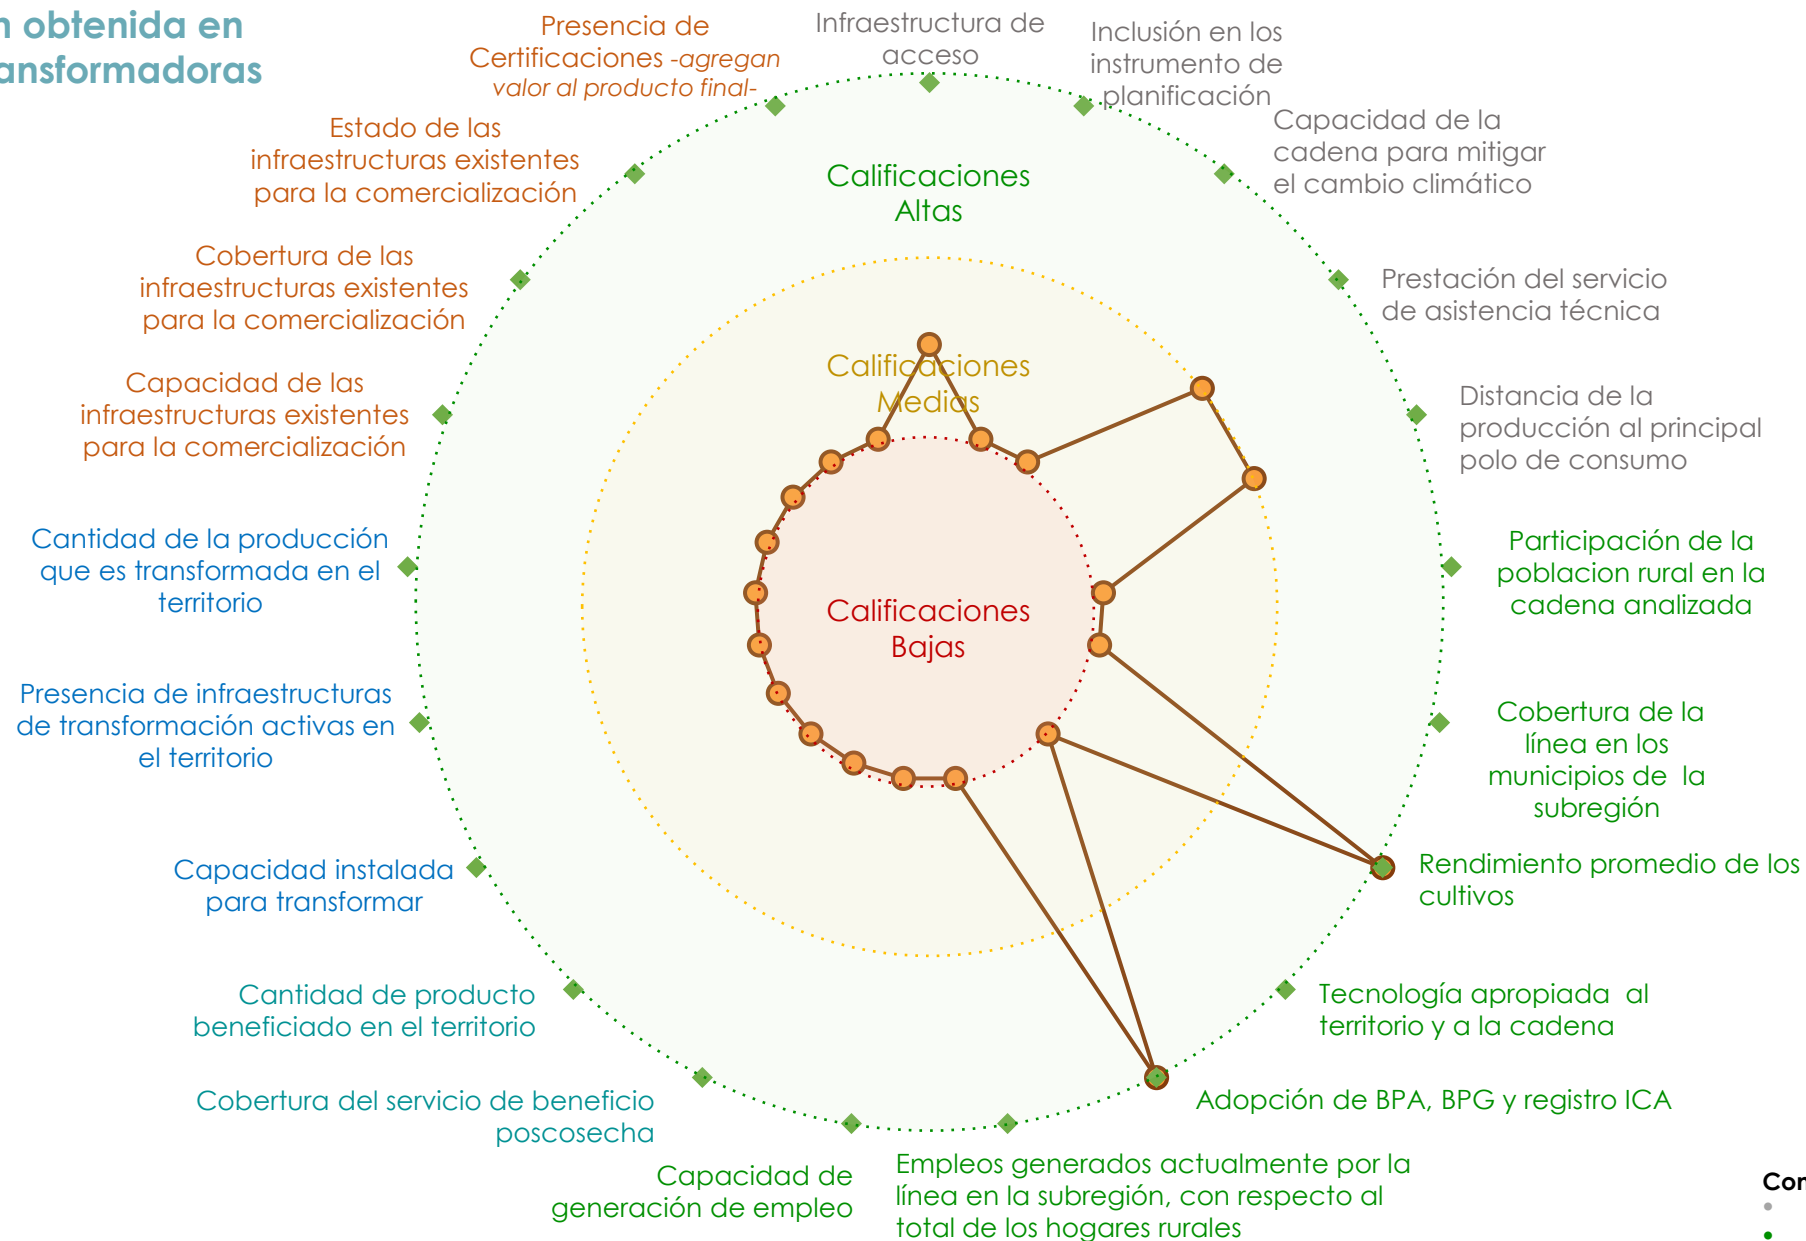 n obtenida en
ansformadoras
Presencia de
Certificaciones -agregan
valor al producto final-
Infraestructura de
acceso
Inclusión en los
instrumento de
planificación
Capacidad de la
cadena para mitigar
el cambio climático
Prestación del servicio
de asistencia técnica
Distancia de la
producción al principal
polo de consumo
Participación de la
poblacion rural en la
cadena analizada
Cobertura de la
línea en los
municipios de la
subregión
Rendimiento promedio de los
cultivos
Tecnología apropiada al
territorio y a la cadena
Adopción de BPA, BPG y registro ICA
Empleos generados actualmente por la
línea en la subregión, con respecto al
total de los hogares rurales
Capacidad de
generación de empleo
Cobertura del servicio de beneficio
poscosecha
Cantidad de producto
beneficiado en el territorio
Capacidad instalada
para transformar
Presencia de infraestructuras
de transformación activas en
el territorio
Cantidad de la producción
que es transformada en el
territorio
Capacidad de las
infraestructuras existentes
para la comercialización
Cobertura de las
infraestructuras existentes
para la comercialización
Estado de las
infraestructuras existentes
para la comercialización
Calificaciones
Altas
Calificaciones
Medias
Calificaciones
Bajas